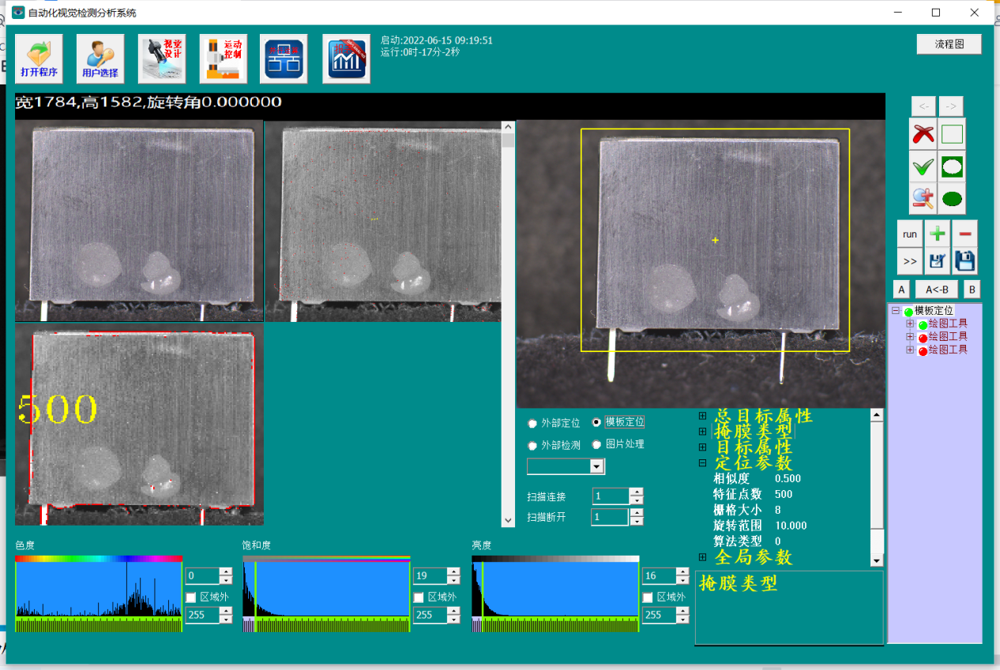 自动化视觉检测分析系统
打开程序
用户选择
视觉
设计
运动
控制
启动:2022-06-15 09:19:51
运行:0时-17分-2秒
流程图
宽1784,高1582,旋转角0.000000
<- ->
run
>>
A A<-B B
模板定位
绘图工具
绘图工具
绘图工具
500
外部定位 模板定位
外部检测 图片处理
扫描连接 1
扫描断开 1
总目标属性
掩膜类型
目标属性
定位参数
相似度 0.500
特征点数 500
栅格大小 8
旋转范围 10.000
算法类型 0
全局参数
掩膜类型
色度
0
区域外
255
饱和度
19
区域外
255
亮度
16
区域外
255